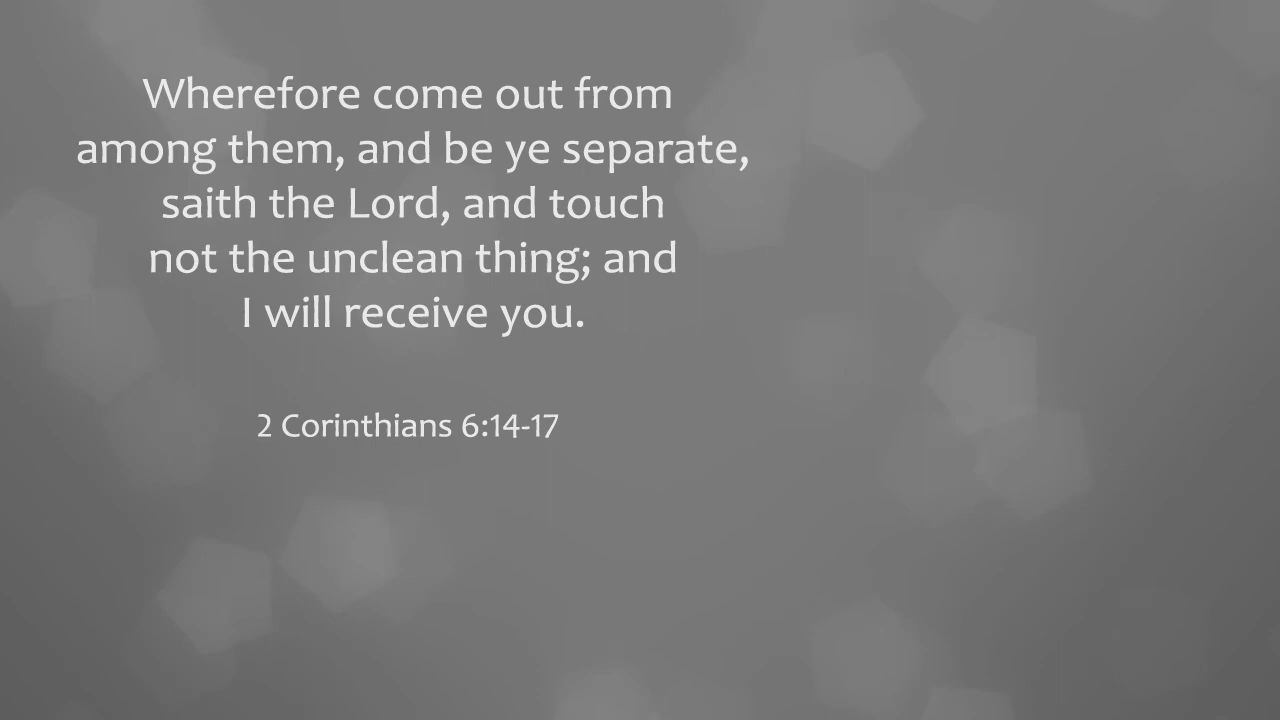 Wherefore come out from
among them, and be ye separate,
saith the Lord, and touch
not the unclean thing; and
I will receive you.
2 Corinthians 6:14-17